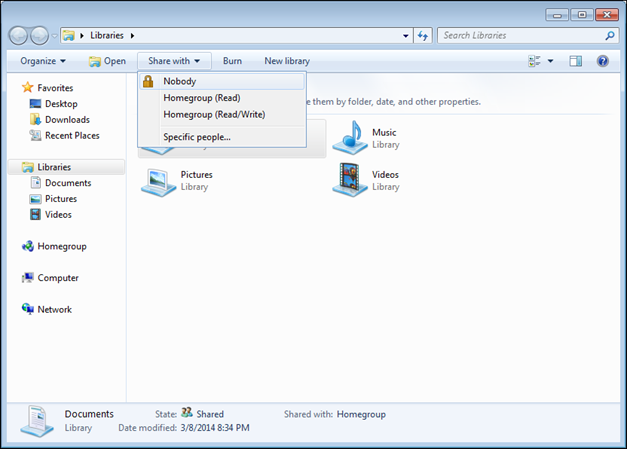 Libraries
Search Libraries
Organize Open Share with Burn New library
Nobody
Homegroup (Read)
Homegroup (Read/Write)
Specific people...
Favorites
Desktop
Downloads
Recent Places
Libraries
Documents
Pictures
Videos
Homegroup
Computer
Network
them by folder, date, and other properties.
Music
Library
Pictures
Library
Videos
Library
Documents State: Shared Shared with: Homegroup
Library Date modified: 3/8/2014 8:34 PM